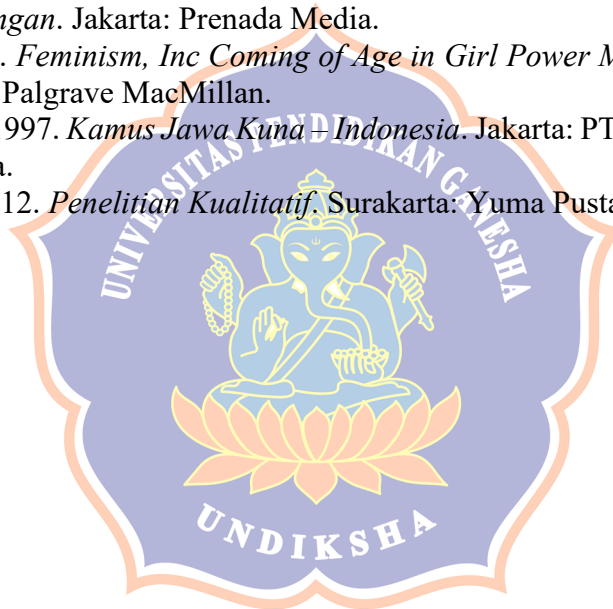 ngan. Jakarta: Prenada Media.
. Feminism, Inc Coming of Age in Girl Power M
Palgrave MacMillan.
1997. Kamus Jawa Kuna – Indonesia. Jakarta: PT
a.
12. Penelitian Kualitatif. Surakarta: Yuma Pusta
UNIVERSITAS PENDIDIKAN GANESHA
UNDIKSHA